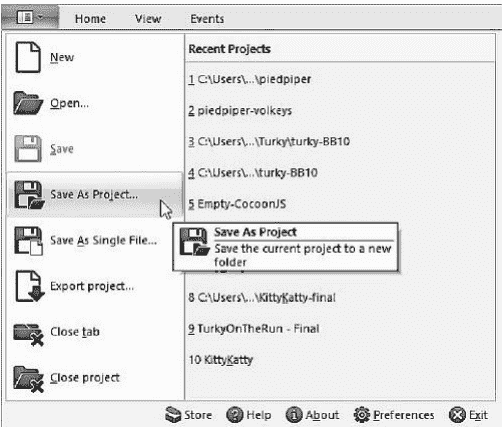 Home View Events
New
Open...
Save
Save As Project...
Save As Single File...
Export project...
Close tab
Close project
Recent Projects
1 C:\Users\...\piedpiper
2 piedpiper-volkeys
3 C:\Users\...\Turky\turky-BB10
4 C:\Users\...\turky-BB10
5 Empty-CocoonJS
Save As Project
Save the current project to a new
folder
8 C:\Users\...\KittyKatty-final
9 TurkyOnTheRun - Final
10 KittyKatty
Store Help About Preferences Exit